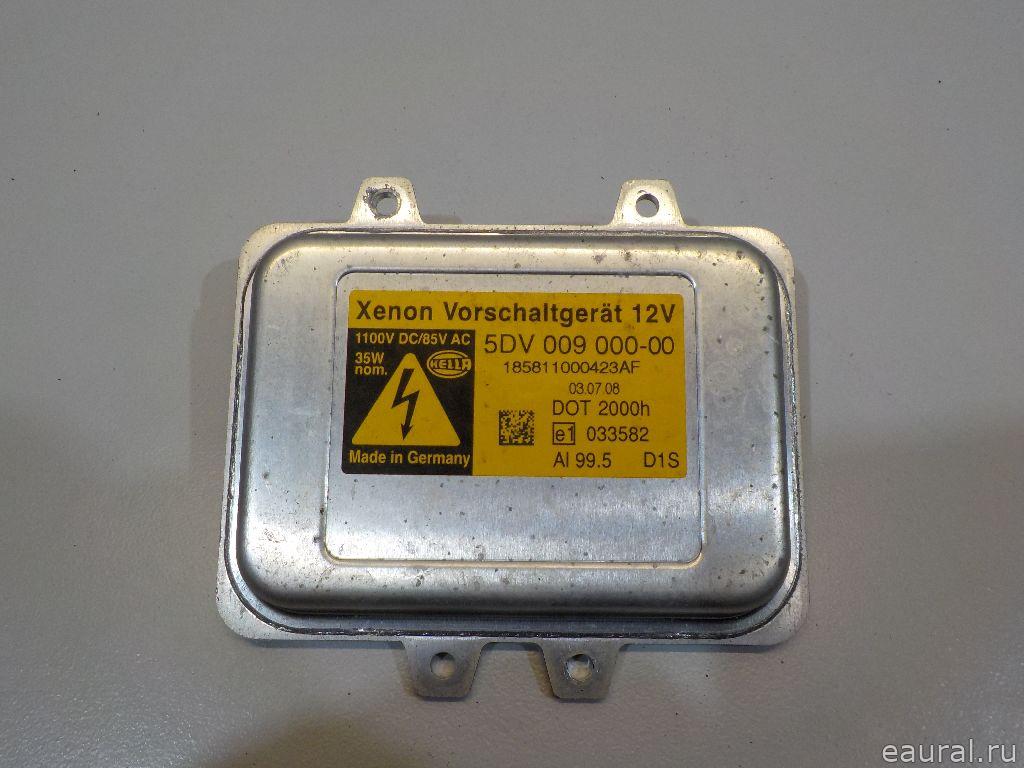 Xenon Vorschaltgerät 12V
1100V DC/85V AC
35W
nom.
HELLA
Made in Germany
5DV 009 000-00
185811000423AF
03.07.08
DOT 2000h
e1 033582
AI 99.5 D1S
eaural.ru